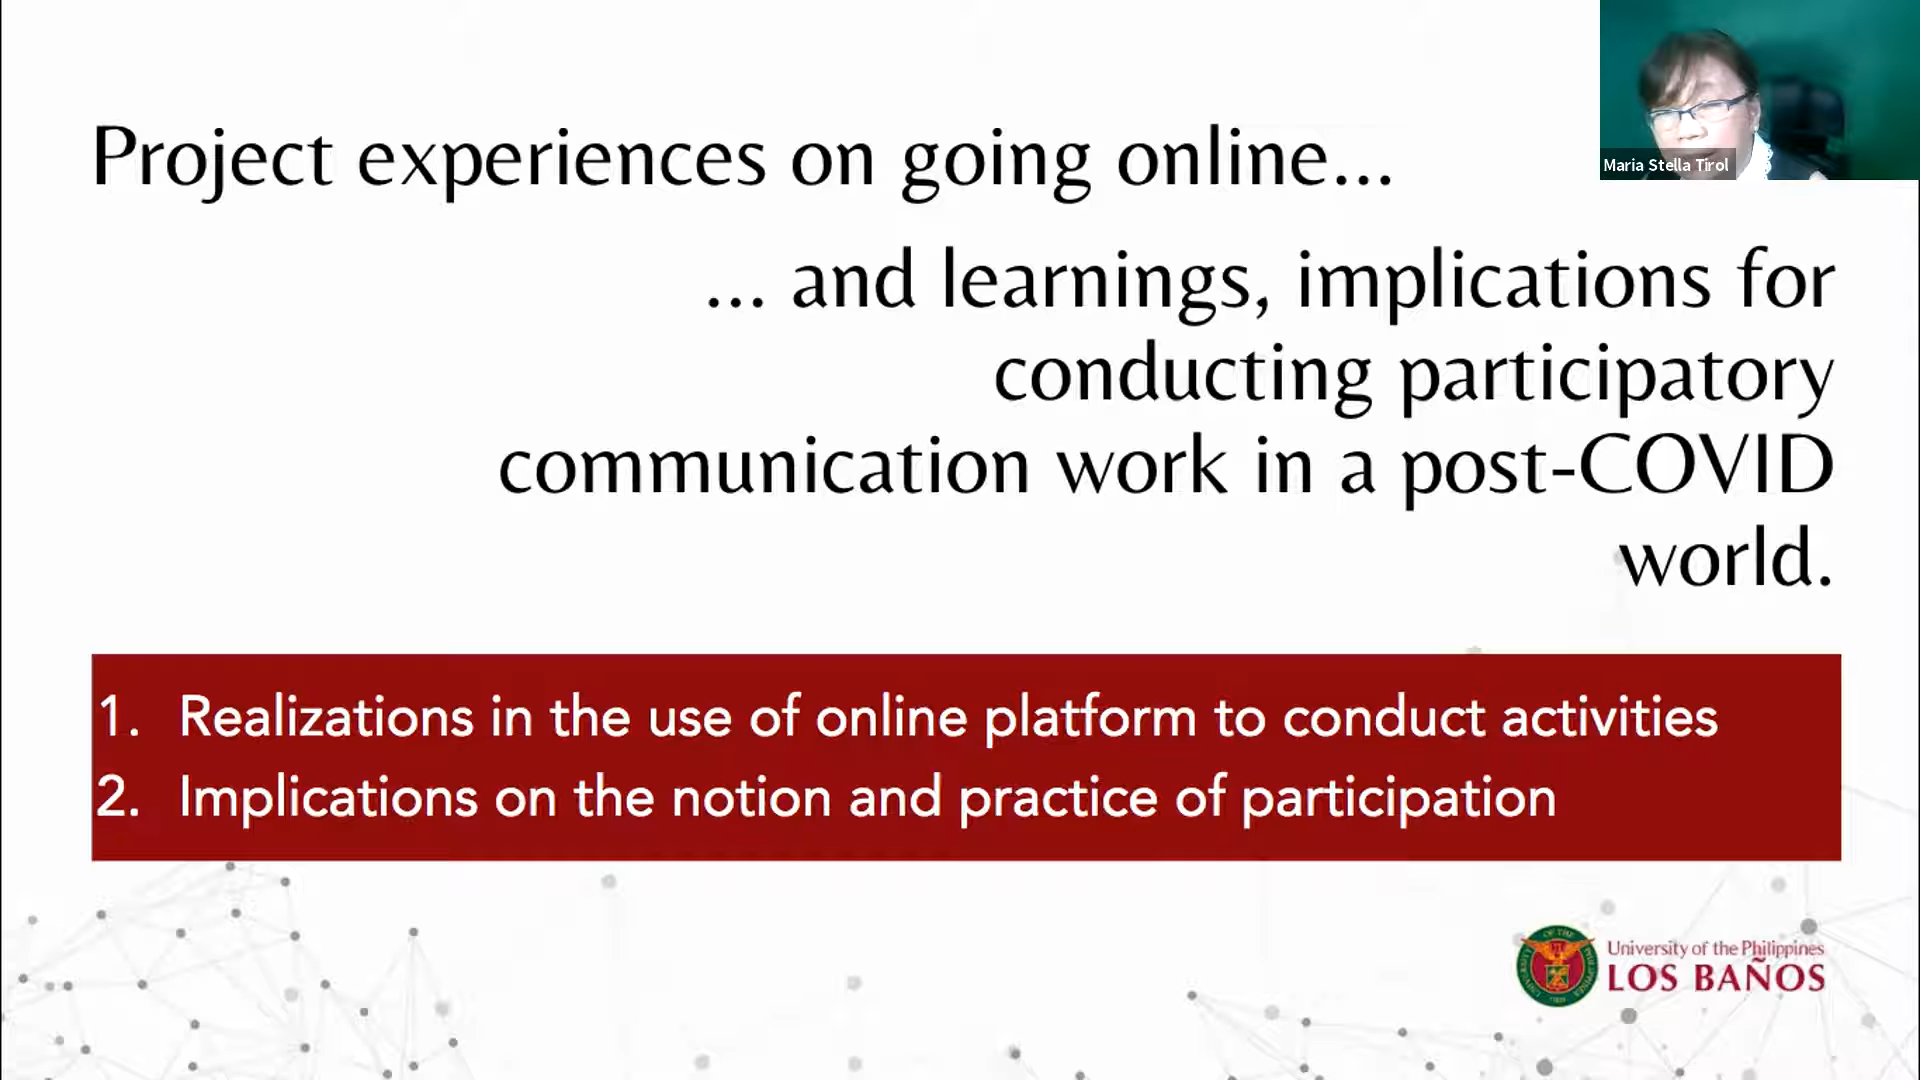 Project experiences on going online...
Maria Stella Tirol
... and learnings, implications for
conducting participatory
communication work in a post-COVID
world.
1. Realizations in the use of online platform to conduct activities
2. Implications on the notion and practice of participation
University of the Philippines
LOS BAÑOS